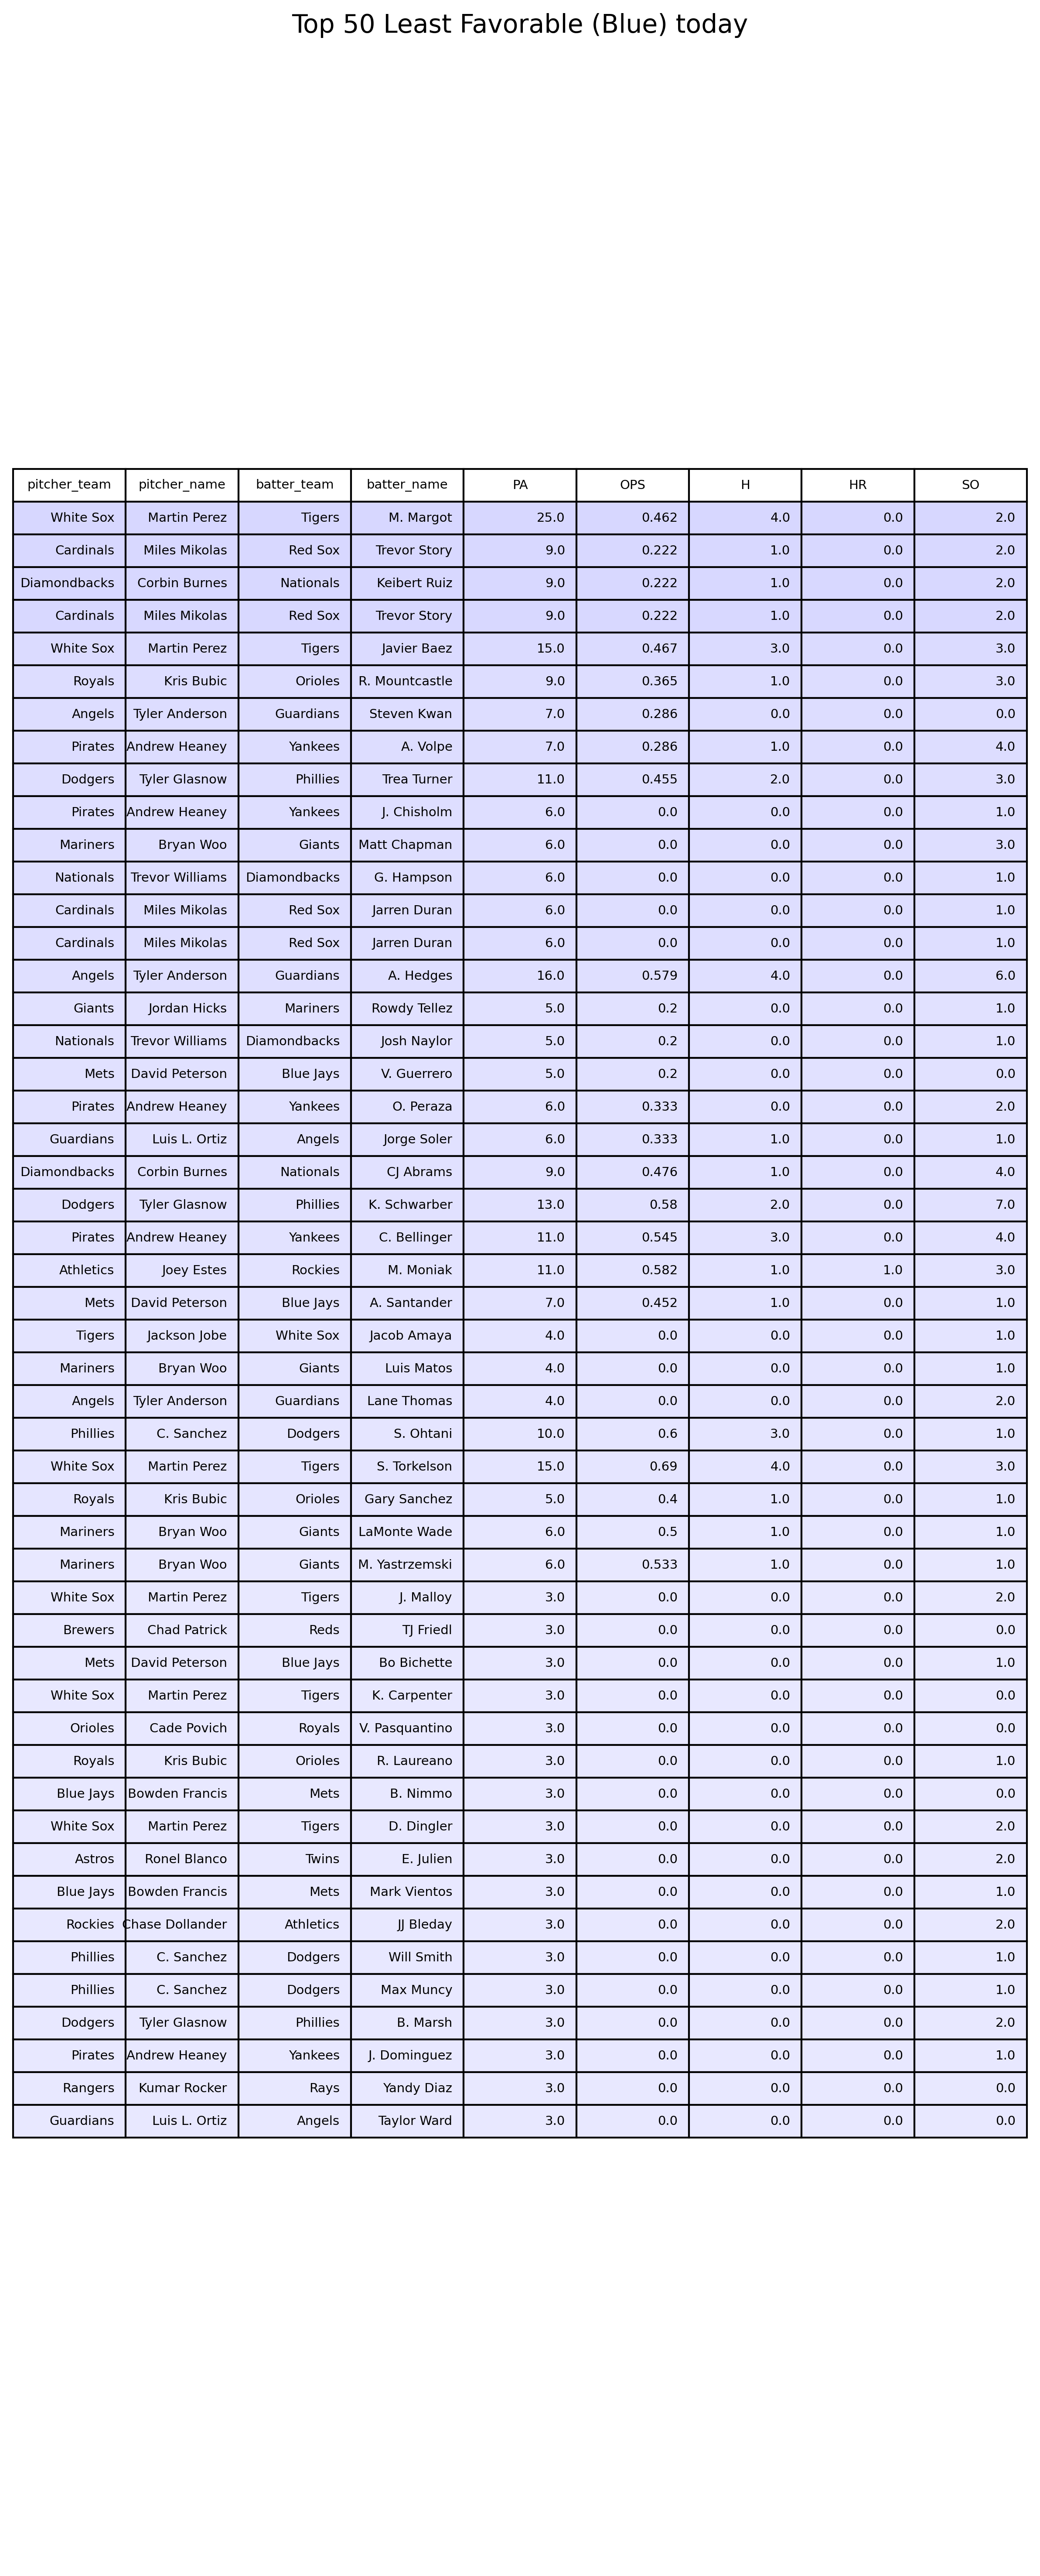 Top 50 Least Favorable (Blue) today
pitcher_team pitcher_name batter_team batter_name PA OPS H HR SO
White Sox Martin Perez Tigers M. Margot 25.0 0.462 4.0 0.0 2.0
Cardinals Miles Mikolas Red Sox Trevor Story 9.0 0.222 1.0 0.0 2.0
Diamondbacks Corbin Burnes Nationals Keibert Ruiz 9.0 0.222 1.0 0.0 2.0
Cardinals Miles Mikolas Red Sox Trevor Story 9.0 0.222 1.0 0.0 2.0
White Sox Martin Perez Tigers Javier Baez 15.0 0.467 3.0 0.0 3.0
Royals Kris Bubic Orioles R. Mountcastle 9.0 0.365 1.0 0.0 3.0
Angels Tyler Anderson Guardians Steven Kwan 7.0 0.286 0.0 0.0 0.0
Pirates Andrew Heaney Yankees A. Volpe 7.0 0.286 1.0 0.0 4.0
Dodgers Tyler Glasnow Phillies Trea Turner 11.0 0.455 2.0 0.0 3.0
Pirates Andrew Heaney Yankees J. Chisholm 6.0 0.0 0.0 0.0 1.0
Mariners Bryan Woo Giants Matt Chapman 6.0 0.0 0.0 0.0 3.0
Nationals Trevor Williams Diamondbacks G. Hampson 6.0 0.0 0.0 0.0 1.0
Cardinals Miles Mikolas Red Sox Jarren Duran 6.0 0.0 0.0 0.0 1.0
Cardinals Miles Mikolas Red Sox Jarren Duran 6.0 0.0 0.0 0.0 1.0
Angels Tyler Anderson Guardians A. Hedges 16.0 0.579 4.0 0.0 6.0
Giants Jordan Hicks Mariners Rowdy Tellez 5.0 0.2 0.0 0.0 1.0
Nationals Trevor Williams Diamondbacks Josh Naylor 5.0 0.2 0.0 0.0 1.0
Mets David Peterson Blue Jays V. Guerrero 5.0 0.2 0.0 0.0 0.0
Pirates Andrew Heaney Yankees O. Peraza 6.0 0.333 0.0 0.0 2.0
Guardians Luis L. Ortiz Angels Jorge Soler 6.0 0.333 1.0 0.0 1.0
Diamondbacks Corbin Burnes Nationals CJ Abrams 9.0 0.476 1.0 0.0 4.0
Dodgers Tyler Glasnow Phillies K. Schwarber 13.0 0.58 2.0 0.0 7.0
Pirates Andrew Heaney Yankees C. Bellinger 11.0 0.545 3.0 0.0 4.0
Athletics Joey Estes Rockies M. Moniak 11.0 0.582 1.0 1.0 3.0
Mets David Peterson Blue Jays A. Santander 7.0 0.452 1.0 0.0 1.0
Tigers Jackson Jobe White Sox Jacob Amaya 4.0 0.0 0.0 0.0 1.0
Mariners Bryan Woo Giants Luis Matos 4.0 0.0 0.0 0.0 1.0
Angels Tyler Anderson Guardians Lane Thomas 4.0 0.0 0.0 0.0 2.0
Phillies C. Sanchez Dodgers S. Ohtani 10.0 0.6 3.0 0.0 1.0
White Sox Martin Perez Tigers S. Torkelson 15.0 0.69 4.0 0.0 3.0
Royals Kris Bubic Orioles Gary Sanchez 5.0 0.4 1.0 0.0 1.0
Mariners Bryan Woo Giants LaMonte Wade 6.0 0.5 1.0 0.0 1.0
Mariners Bryan Woo Giants M. Yastrzemski 6.0 0.533 1.0 0.0 1.0
White Sox Martin Perez Tigers J. Malloy 3.0 0.0 0.0 0.0 2.0
Brewers Chad Patrick Reds TJ Friedl 3.0 0.0 0.0 0.0 0.0
Mets David Peterson Blue Jays Bo Bichette 3.0 0.0 0.0 0.0 1.0
White Sox Martin Perez Tigers K. Carpenter 3.0 0.0 0.0 0.0 0.0
Orioles Cade Povich Royals V. Pasquantino 3.0 0.0 0.0 0.0 0.0
Royals Kris Bubic Orioles R. Laureano 3.0 0.0 0.0 0.0 1.0
Blue Jays Bowden Francis Mets B. Nimmo 3.0 0.0 0.0 0.0 0.0
White Sox Martin Perez Tigers D. Dingler 3.0 0.0 0.0 0.0 2.0
Astros Ronel Blanco Twins E. Julien 3.0 0.0 0.0 0.0 2.0
Blue Jays Bowden Francis Mets Mark Vientos 3.0 0.0 0.0 0.0 1.0
Rockies Chase Dollander Athletics JJ Bleday 3.0 0.0 0.0 0.0 2.0
Phillies C. Sanchez Dodgers Will Smith 3.0 0.0 0.0 0.0 1.0
Phillies C. Sanchez Dodgers Max Muncy 3.0 0.0 0.0 0.0 1.0
Dodgers Tyler Glasnow Phillies B. Marsh 3.0 0.0 0.0 0.0 2.0
Pirates Andrew Heaney Yankees J. Dominguez 3.0 0.0 0.0 0.0 1.0
Rangers Kumar Rocker Rays Yandy Diaz 3.0 0.0 0.0 0.0 0.0
Guardians Luis L. Ortiz Angels Taylor Ward 3.0 0.0 0.0 0.0 0.0